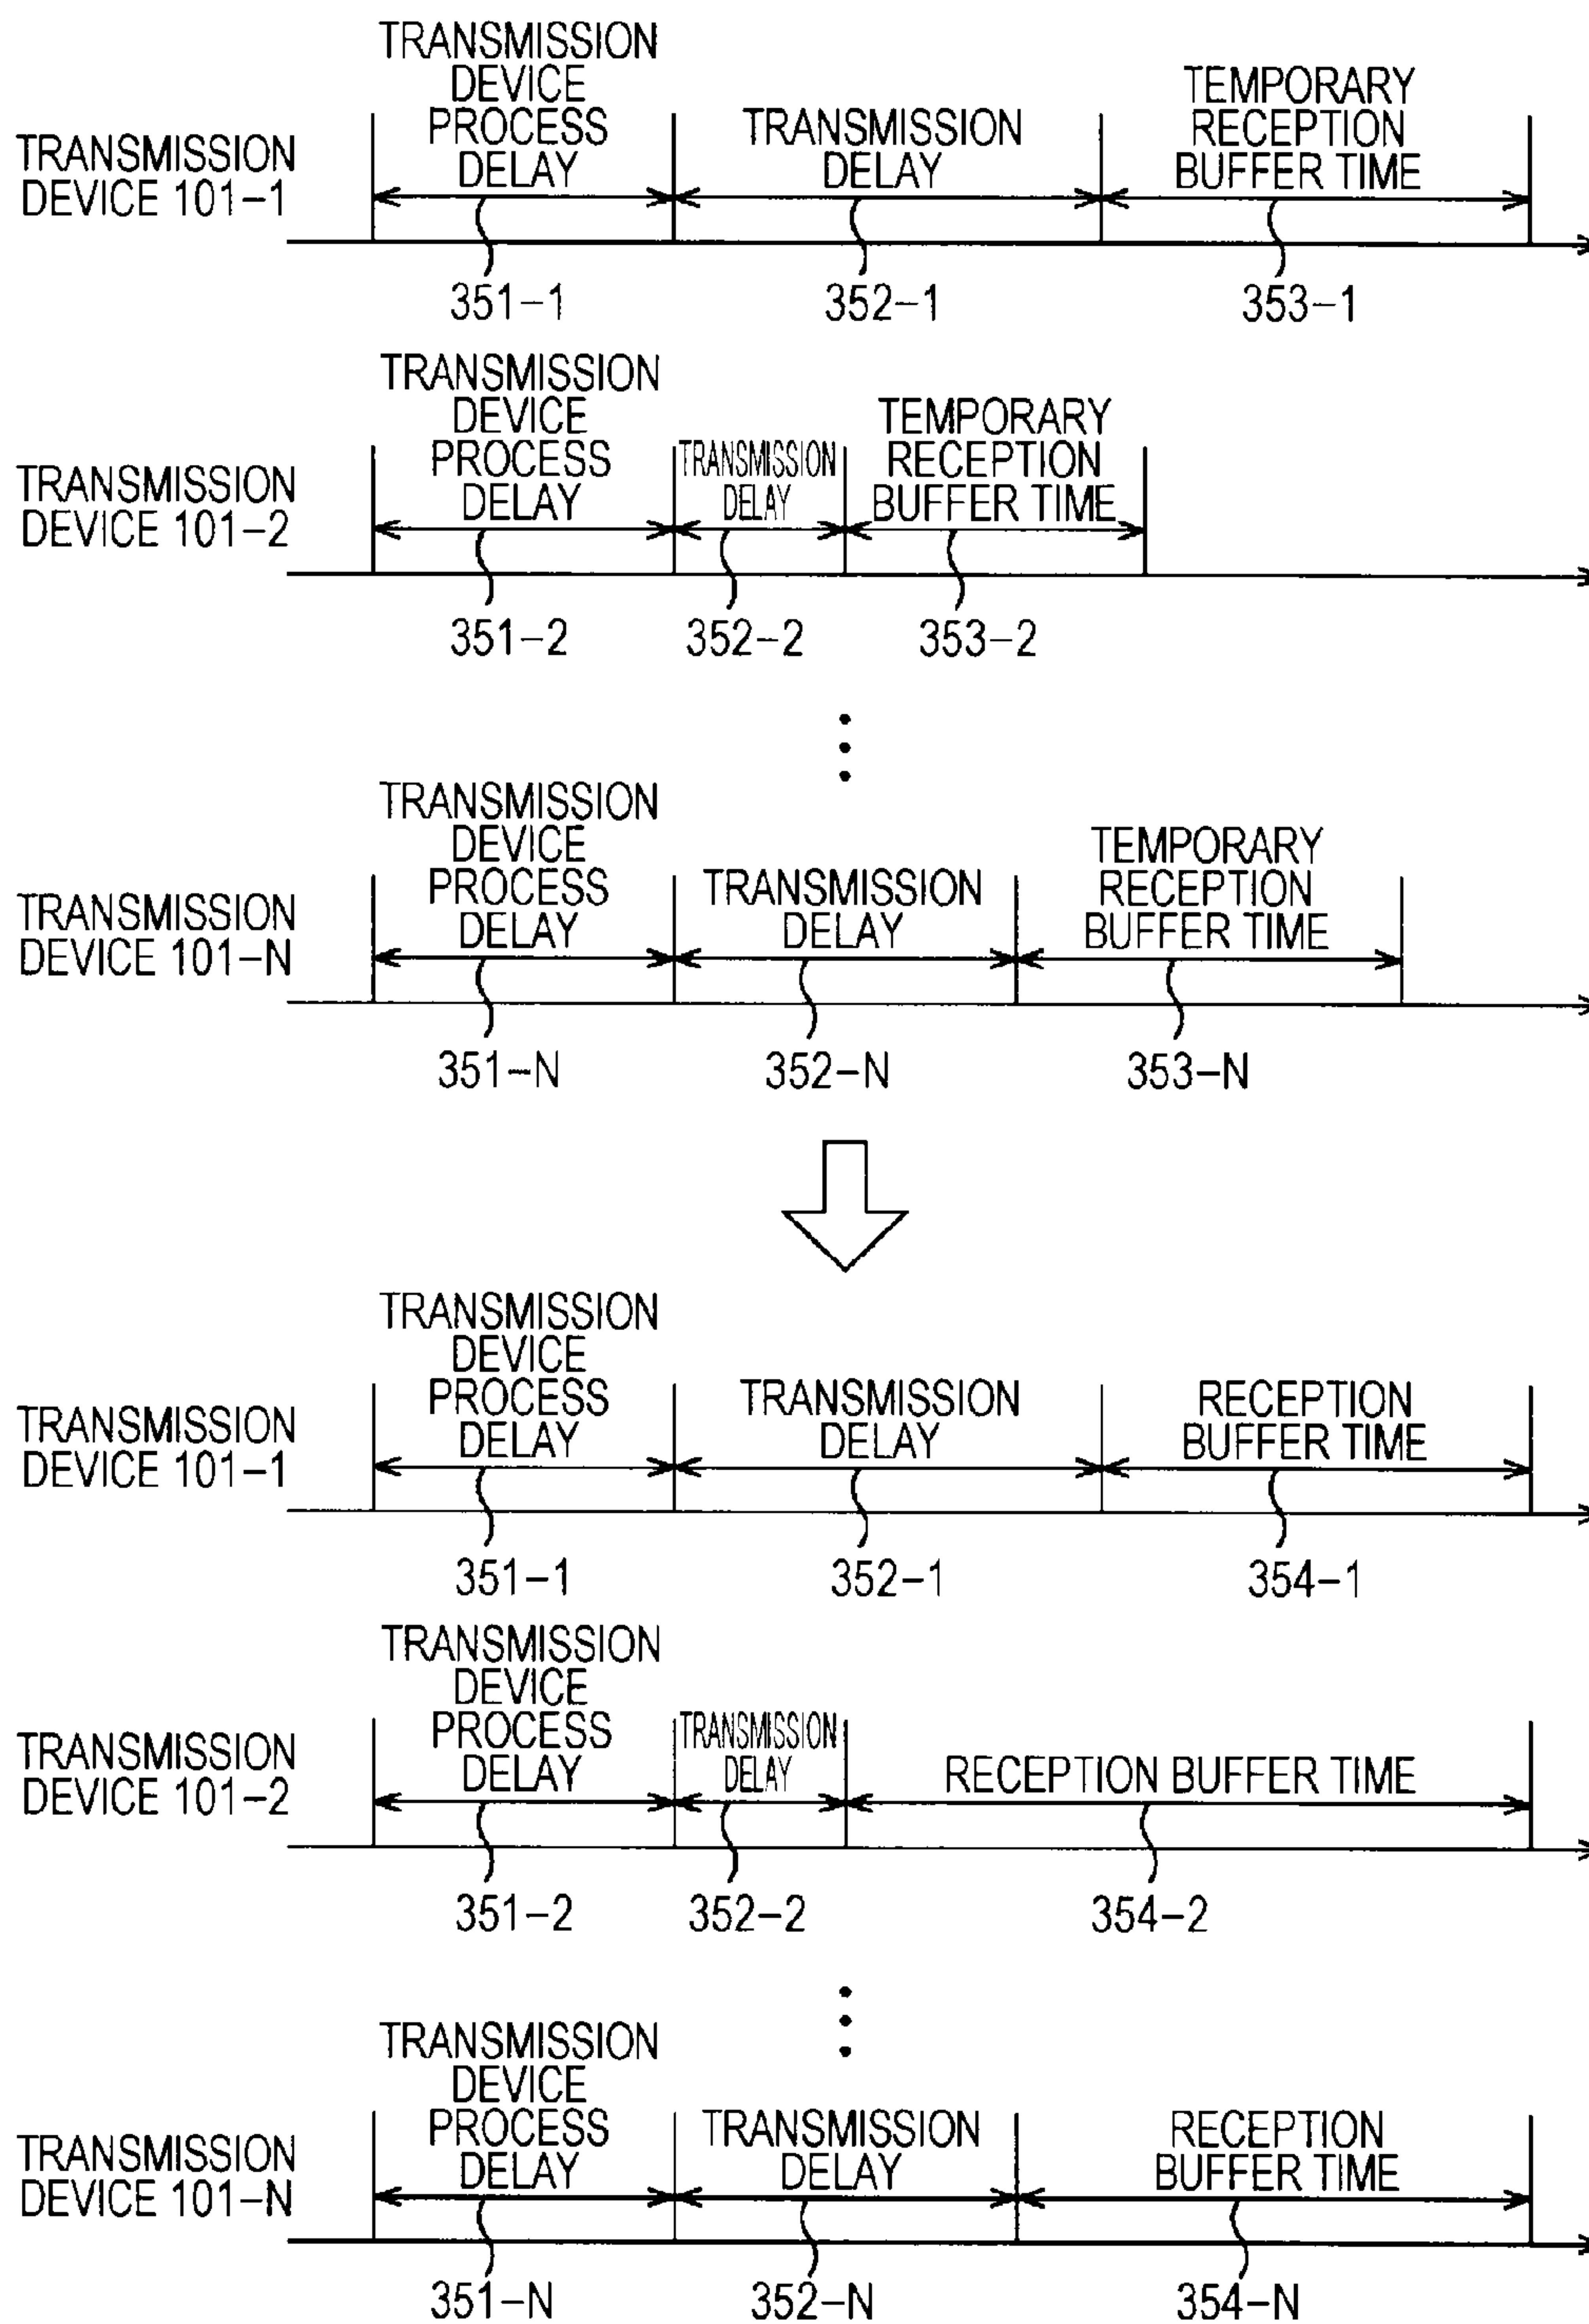 TRANSMISSION
DEVICE 101-1
TRANSMISSION
DEVICE
PROCESS
DELAY
TRANSMISSION
DELAY
TEMPORARY
RECEPTION
BUFFER TIME
351-1
352-1
353-1
TRANSMISSION
DEVICE 101-2
TRANSMISSION
DEVICE
PROCESS
DELAY
TRANSMISSION
DELAY
TEMPORARY
RECEPTION
BUFFER TIME
351-2
352-2
353-2
TRANSMISSION
DEVICE 101-N
TRANSMISSION
DEVICE
PROCESS
DELAY
TRANSMISSION
DELAY
TEMPORARY
RECEPTION
BUFFER TIME
351-N
352-N
353-N
TRANSMISSION
DEVICE 101-1
TRANSMISSION
DEVICE
PROCESS
DELAY
TRANSMISSION
DELAY
RECEPTION
BUFFER TIME
351-1
352-1
354-1
TRANSMISSION
DEVICE 101-2
TRANSMISSION
DEVICE
PROCESS
DELAY
TRANSMISSION
DELAY
RECEPTION BUFFER TIME
351-2
352-2
354-2
TRANSMISSION
DEVICE 101-N
TRANSMISSION
DEVICE
PROCESS
DELAY
TRANSMISSION
DELAY
RECEPTION
BUFFER TIME
351-N
352-N
354-N